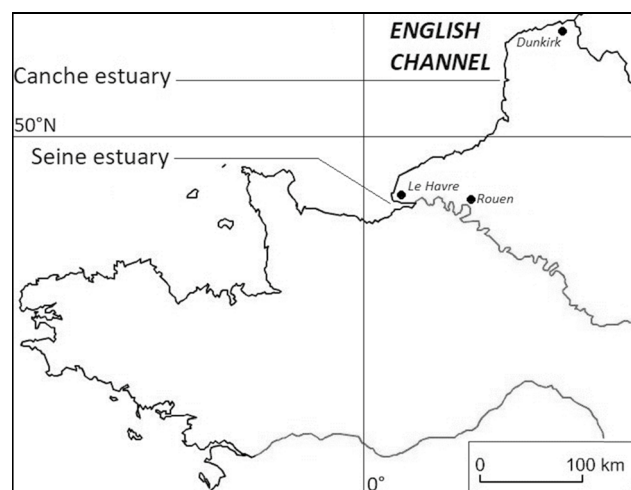 ENGLISH
CHANNEL
Dunkirk
Canche estuary
50°N
Seine estuary
Le Havre
Rouen
0°
0
100 km